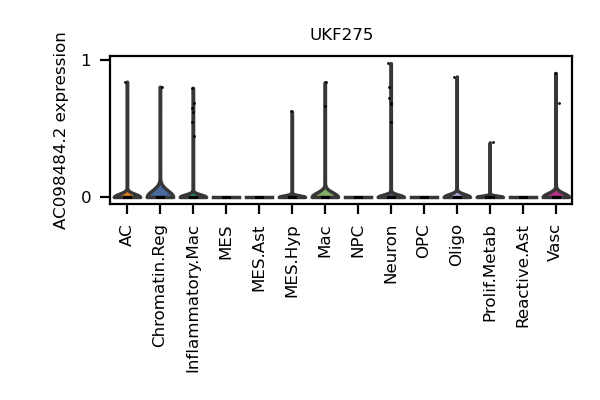 UKF275
AC098484.2 expression
1
0
AC
Chromatin.Reg
Inflammatory.Mac
MES
MES.Ast
MES.Hyp
Mac
NPC
Neuron
OPC
Oligo
Prolif.Metab
Reactive.Ast
Vasc